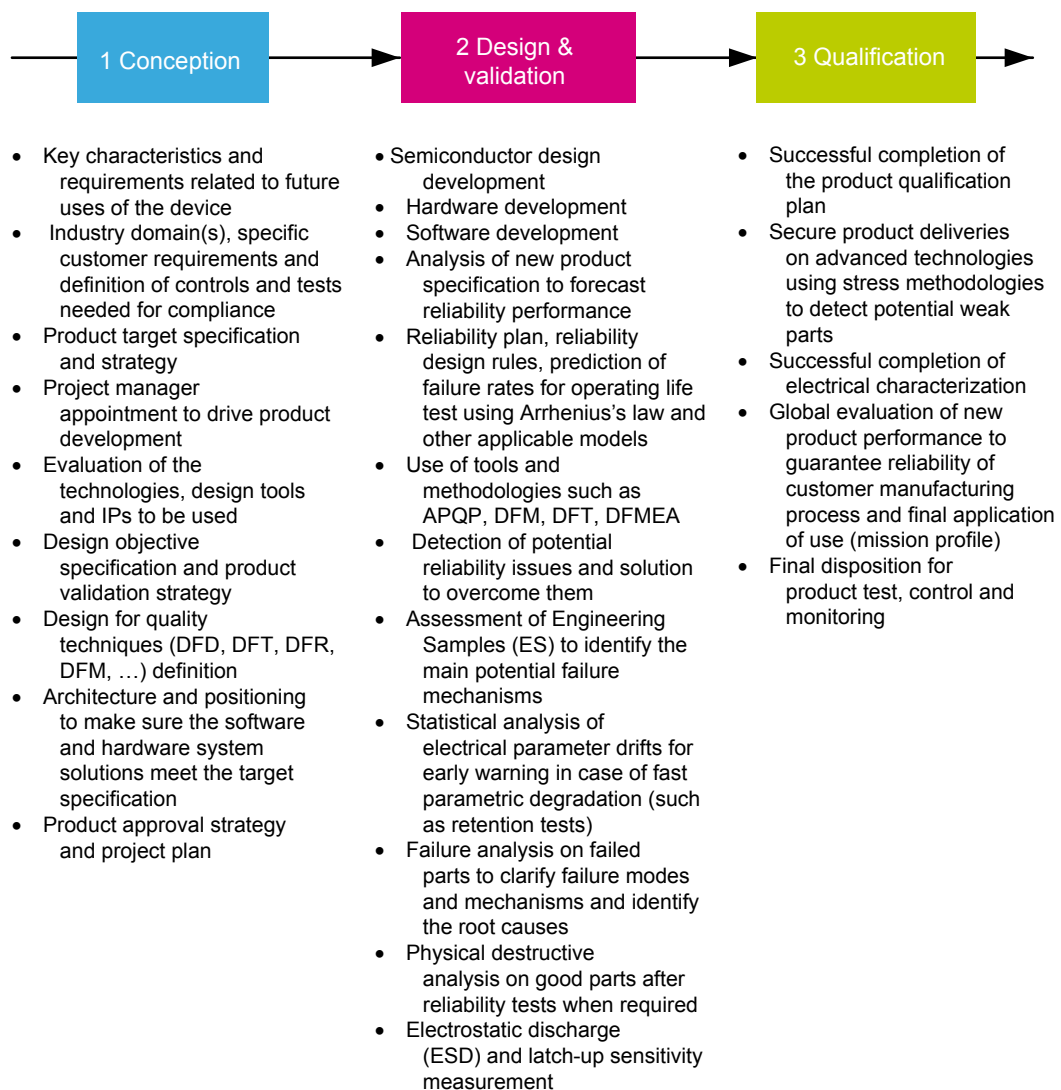 1 Conception
2 Design &
validation
3 Qualification
• Key characteristics and
requirements related to future
uses of the device
• Industry domain(s), specific
customer requirements and
definition of controls and tests
needed for compliance
• Product target specification
and strategy
• Project manager
appointment to drive product
development
• Evaluation of the
technologies, design tools
and IPs to be used
• Design objective
specification and product
validation strategy
• Design for quality
techniques (DFD, DFT, DFR,
DFM, …) definition
• Architecture and positioning
to make sure the software
and hardware system
solutions meet the target
specification
• Product approval strategy
and project plan
• Semiconductor design
development
• Hardware development
• Software development
• Analysis of new product
specification to forecast
reliability performance
• Reliability plan, reliability
design rules, prediction of
failure rates for operating life
test using Arrhenius’s law and
other applicable models
• Use of tools and
methodologies such as
APQP, DFM, DFT, DFMEA
• Detection of potential
reliability issues and solution
to overcome them
• Assessment of Engineering
Samples (ES) to identify the
main potential failure
mechanisms
• Statistical analysis of
electrical parameter drifts for
early warning in case of fast
parametric degradation (such
as retention tests)
• Failure analysis on failed
parts to clarify failure modes
and mechanisms and identify
the root causes
• Physical destructive
analysis on good parts after
reliability tests when required
• Electrostatic discharge
(ESD) and latch-up sensitivity
measurement
• Successful completion of
the product qualification
plan
• Secure product deliveries
on advanced technologies
using stress methodologies
to detect potential weak
parts
• Successful completion of
electrical characterization
• Global evaluation of new
product performance to
guarantee reliability of
customer manufacturing
process and final application
of use (mission profile)
• Final disposition for
product test, control and
monitoring